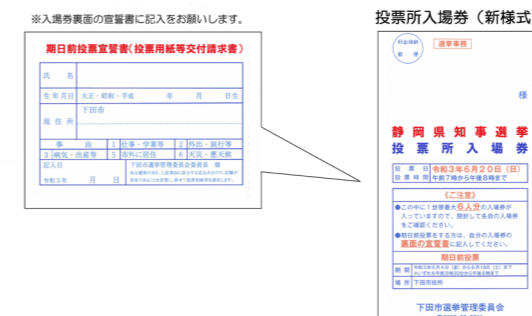 ※入場券裏面の宣誓書に記入をお願いします。
期日前投票宣誓書(投票用紙等交付請求書)
氏 名
生年月日 大正・昭和・平成 年 月 日生
現住所 下田市
事 由 1 仕事・学業等 2 外出・旅行等
3 病気・出産等 5 市外に居住 6 天災・悪天候
記入日
令和3年 月 日
下田市選挙管理委員会委員長 様
投票所入場券(新様式
料金後納
郵 便
選挙事務
様
静岡県知事選挙
投票所入場券
投票日 令和3年6月20日(日)
投票時間 午前7時から午後8時まで
《ご注意》
●この中に1世帯最大6人分の入場券が
入っていますので、開封して各自の入場券
をご確認ください。
●期日前投票をする方は、自分の入場券の
裏面の宣誓書に記入してください。
期日前投票
期 間
場 所 下田市役所
下田市選挙管理委員会